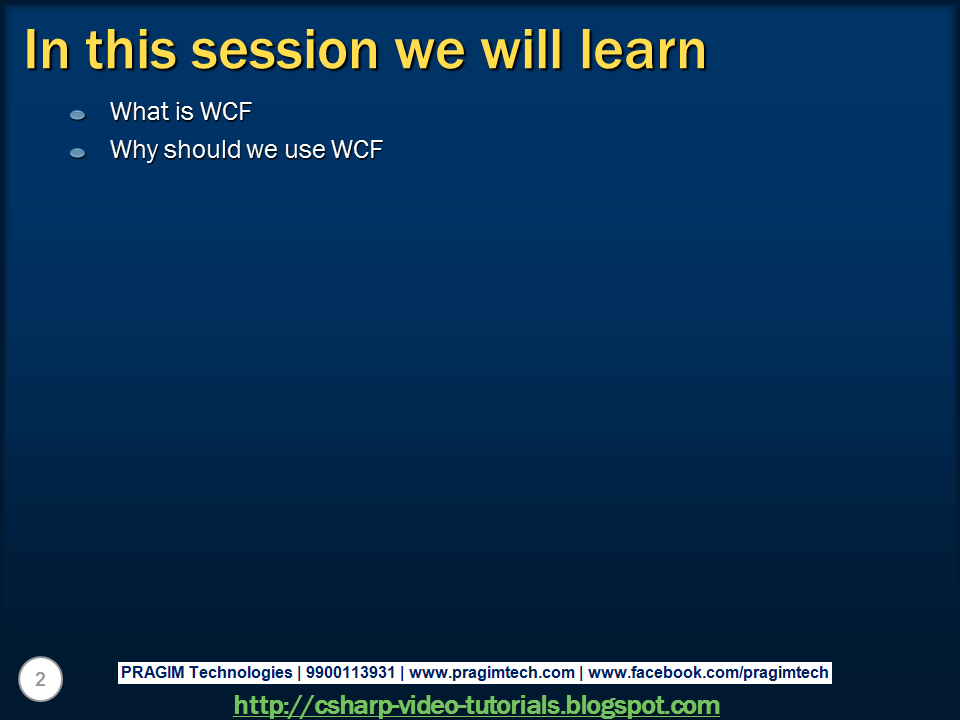 In this session we will learn
What is WCF
Why should we use WCF
2
PRAGIM Technologies | 9900113931 | www.pragimtech.com | www.facebook.com/pragimtech
http://csharp-video-tutorials.blogspot.com